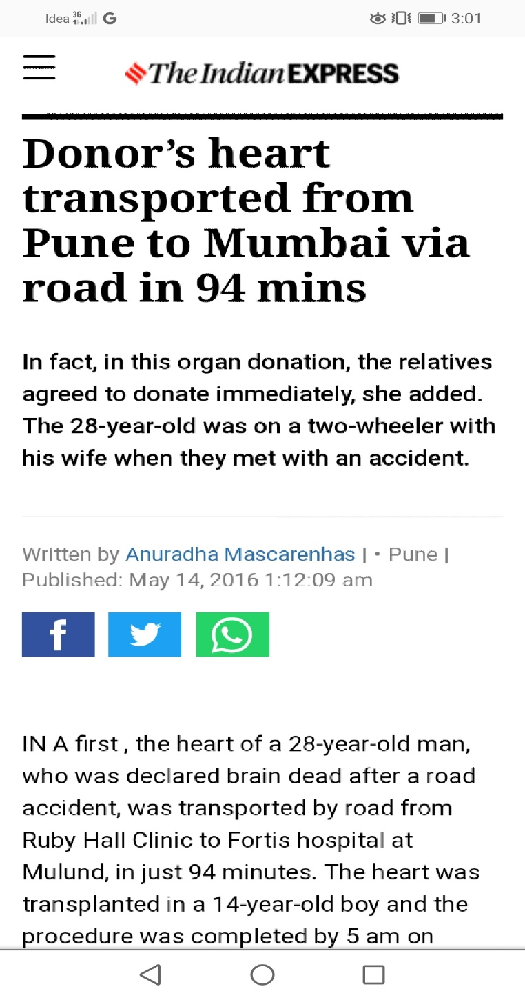 Idea 3G G 3:01
The Indian EXPRESS
Donor’s heart
transported from
Pune to Mumbai via
road in 94 mins
In fact, in this organ donation, the relatives
agreed to donate immediately, she added.
The 28-year-old was on a two-wheeler with
his wife when they met with an accident.
Written by Anuradha Mascarenhas | • Pune |
Published: May 14, 2016 1:12:09 am
f
IN A first , the heart of a 28-year-old man,
who was declared brain dead after a road
accident, was transported by road from
Ruby Hall Clinic to Fortis hospital at
Mulund, in just 94 minutes. The heart was
transplanted in a 14-year-old boy and the
procedure was completed by 5 am on